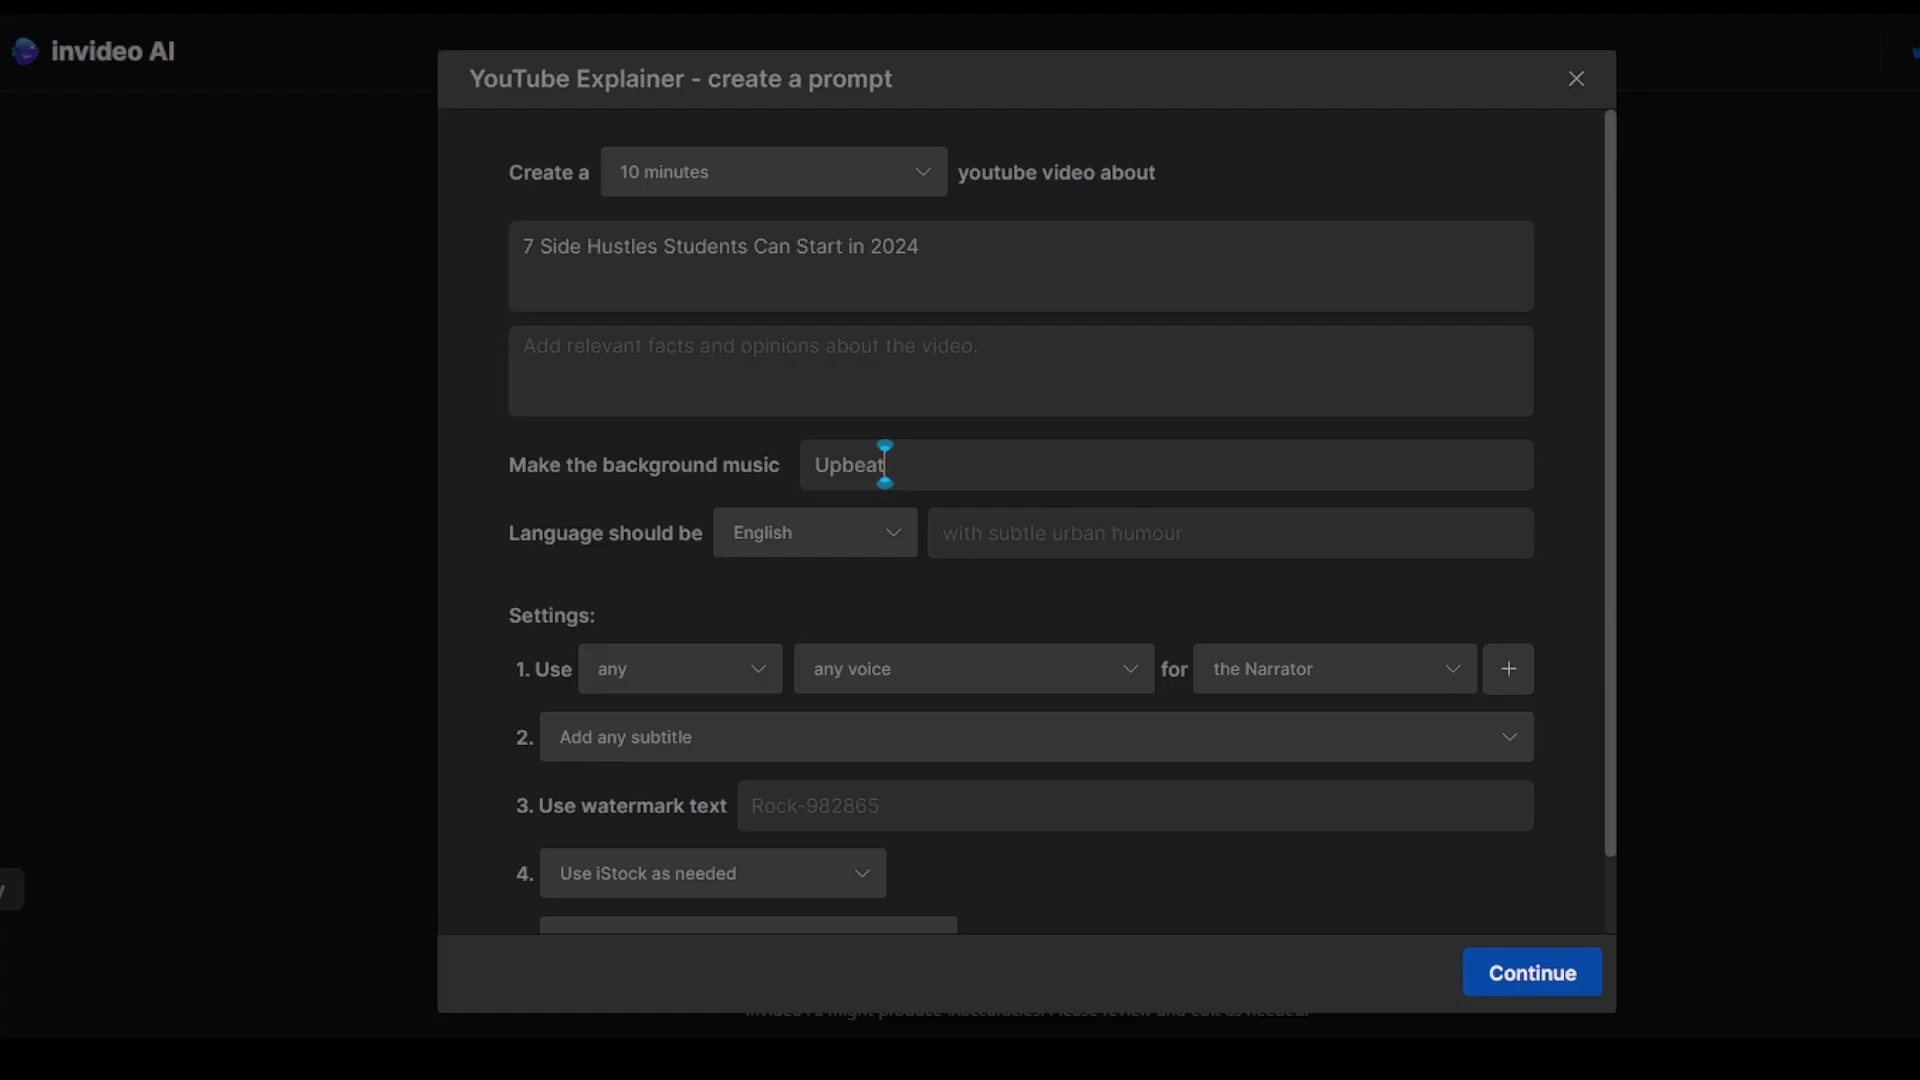 invideo AI
YouTube Explainer - create a prompt
Create a 10 minutes youtube video about
7 Side Hustles Students Can Start in 2024
Add relevant facts and opinions about the video.
Make the background music Upbeat
Language should be English with subtle urban humour
Settings:
1. Use any any voice for the Narrator +
2. Add any subtitle
3. Use watermark text Rock-982865
4. Use iStock as needed
Continue